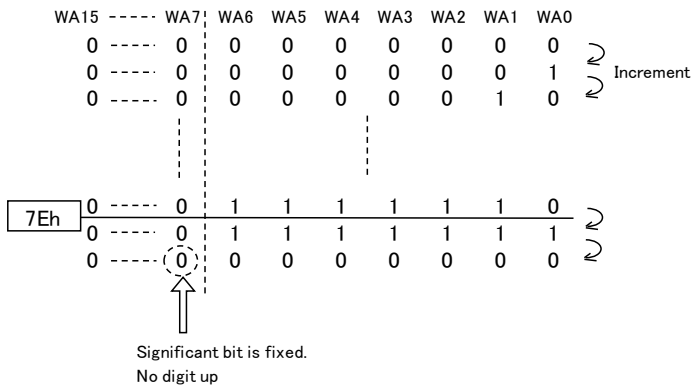 WA15 ----- WA7 WA6 WA5 WA4 WA3 WA2 WA1 WA0
0 ----- 0 0 0 0 0 0 0 0
0 ----- 0 0 0 0 0 0 0 1
Increment
0 ----- 0 0 0 0 0 0 1 0
0 ----- 0 1 1 1 1 1 1 0
7Eh
0 ----- 0 1 1 1 1 1 1 1
0 ----- 0 0 0 0 0 0 0 0
Significant bit is fixed.
No digit up